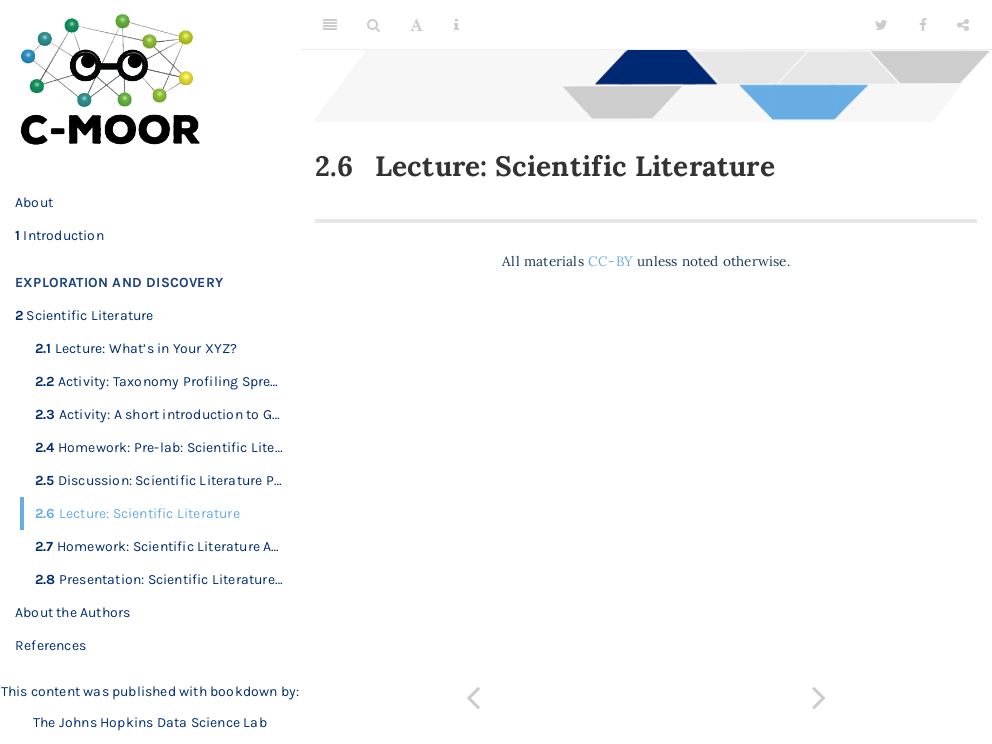 C-MOOR
About
1 Introduction
EXPLORATION AND DISCOVERY
2 Scientific Literature
2.1 Lecture: What's in Your XYZ?
2.2 Activity: Taxonomy Profiling Spre...
2.3 Activity: A short introduction to G...
2.4 Homework: Pre-lab: Scientific Lite...
2.5 Discussion: Scientific Literature P...
2.6 Lecture: Scientific Literature
2.7 Homework: Scientific Literature A...
2.8 Presentation: Scientific Literature...
About the Authors
References
This content was published with bookdown by:
The Johns Hopkins Data Science Lab
2.6 Lecture: Scientific Literature
All materials CC-BY unless noted otherwise.